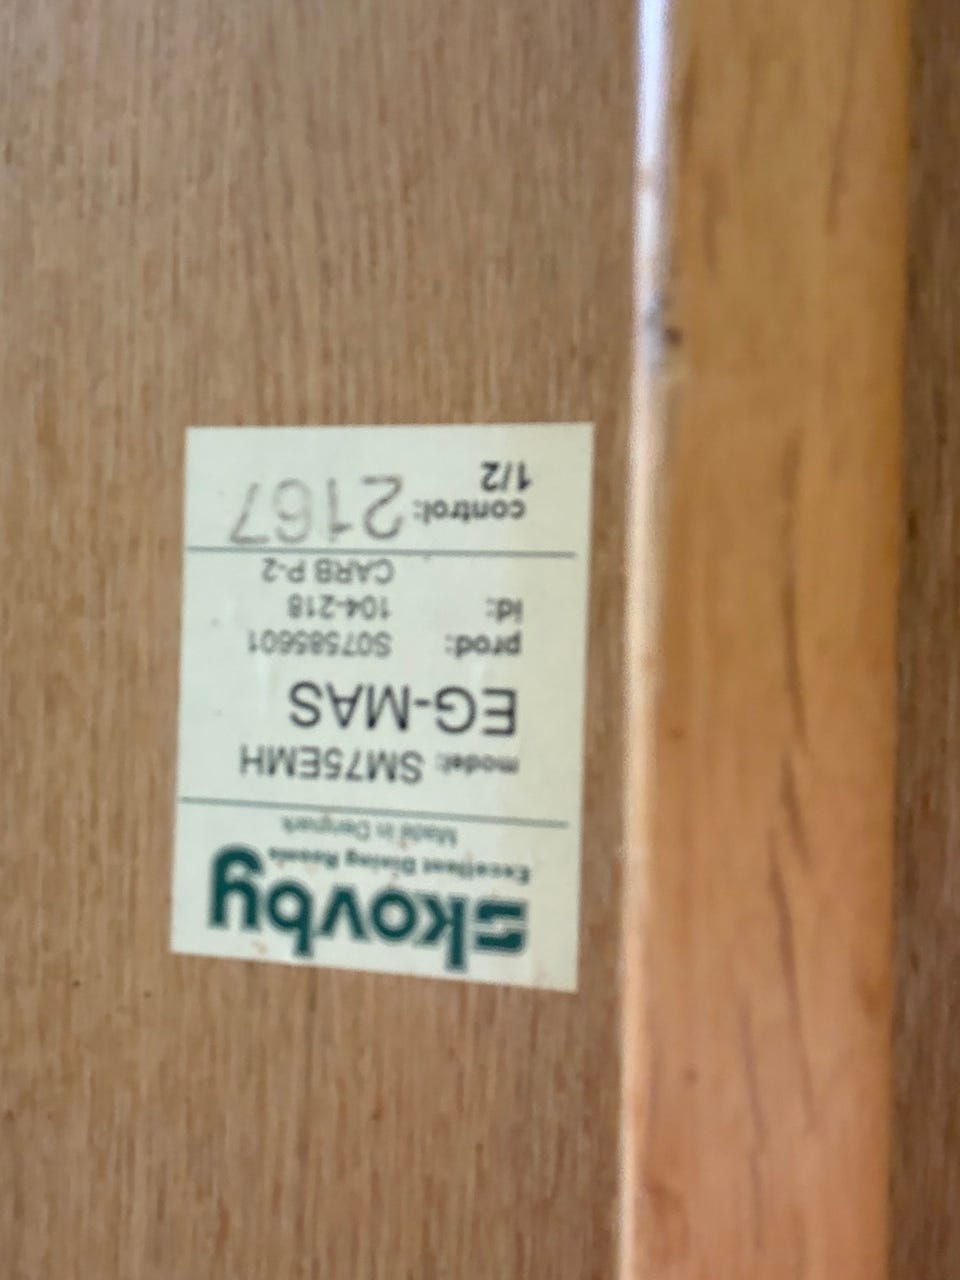 skovby
Excellent Dining Rooms
Made in Denmark
model: SM75EMH
EG-MAS
prod: S07585601
id: 104-218
CARB P-2
control: 2167
1/2